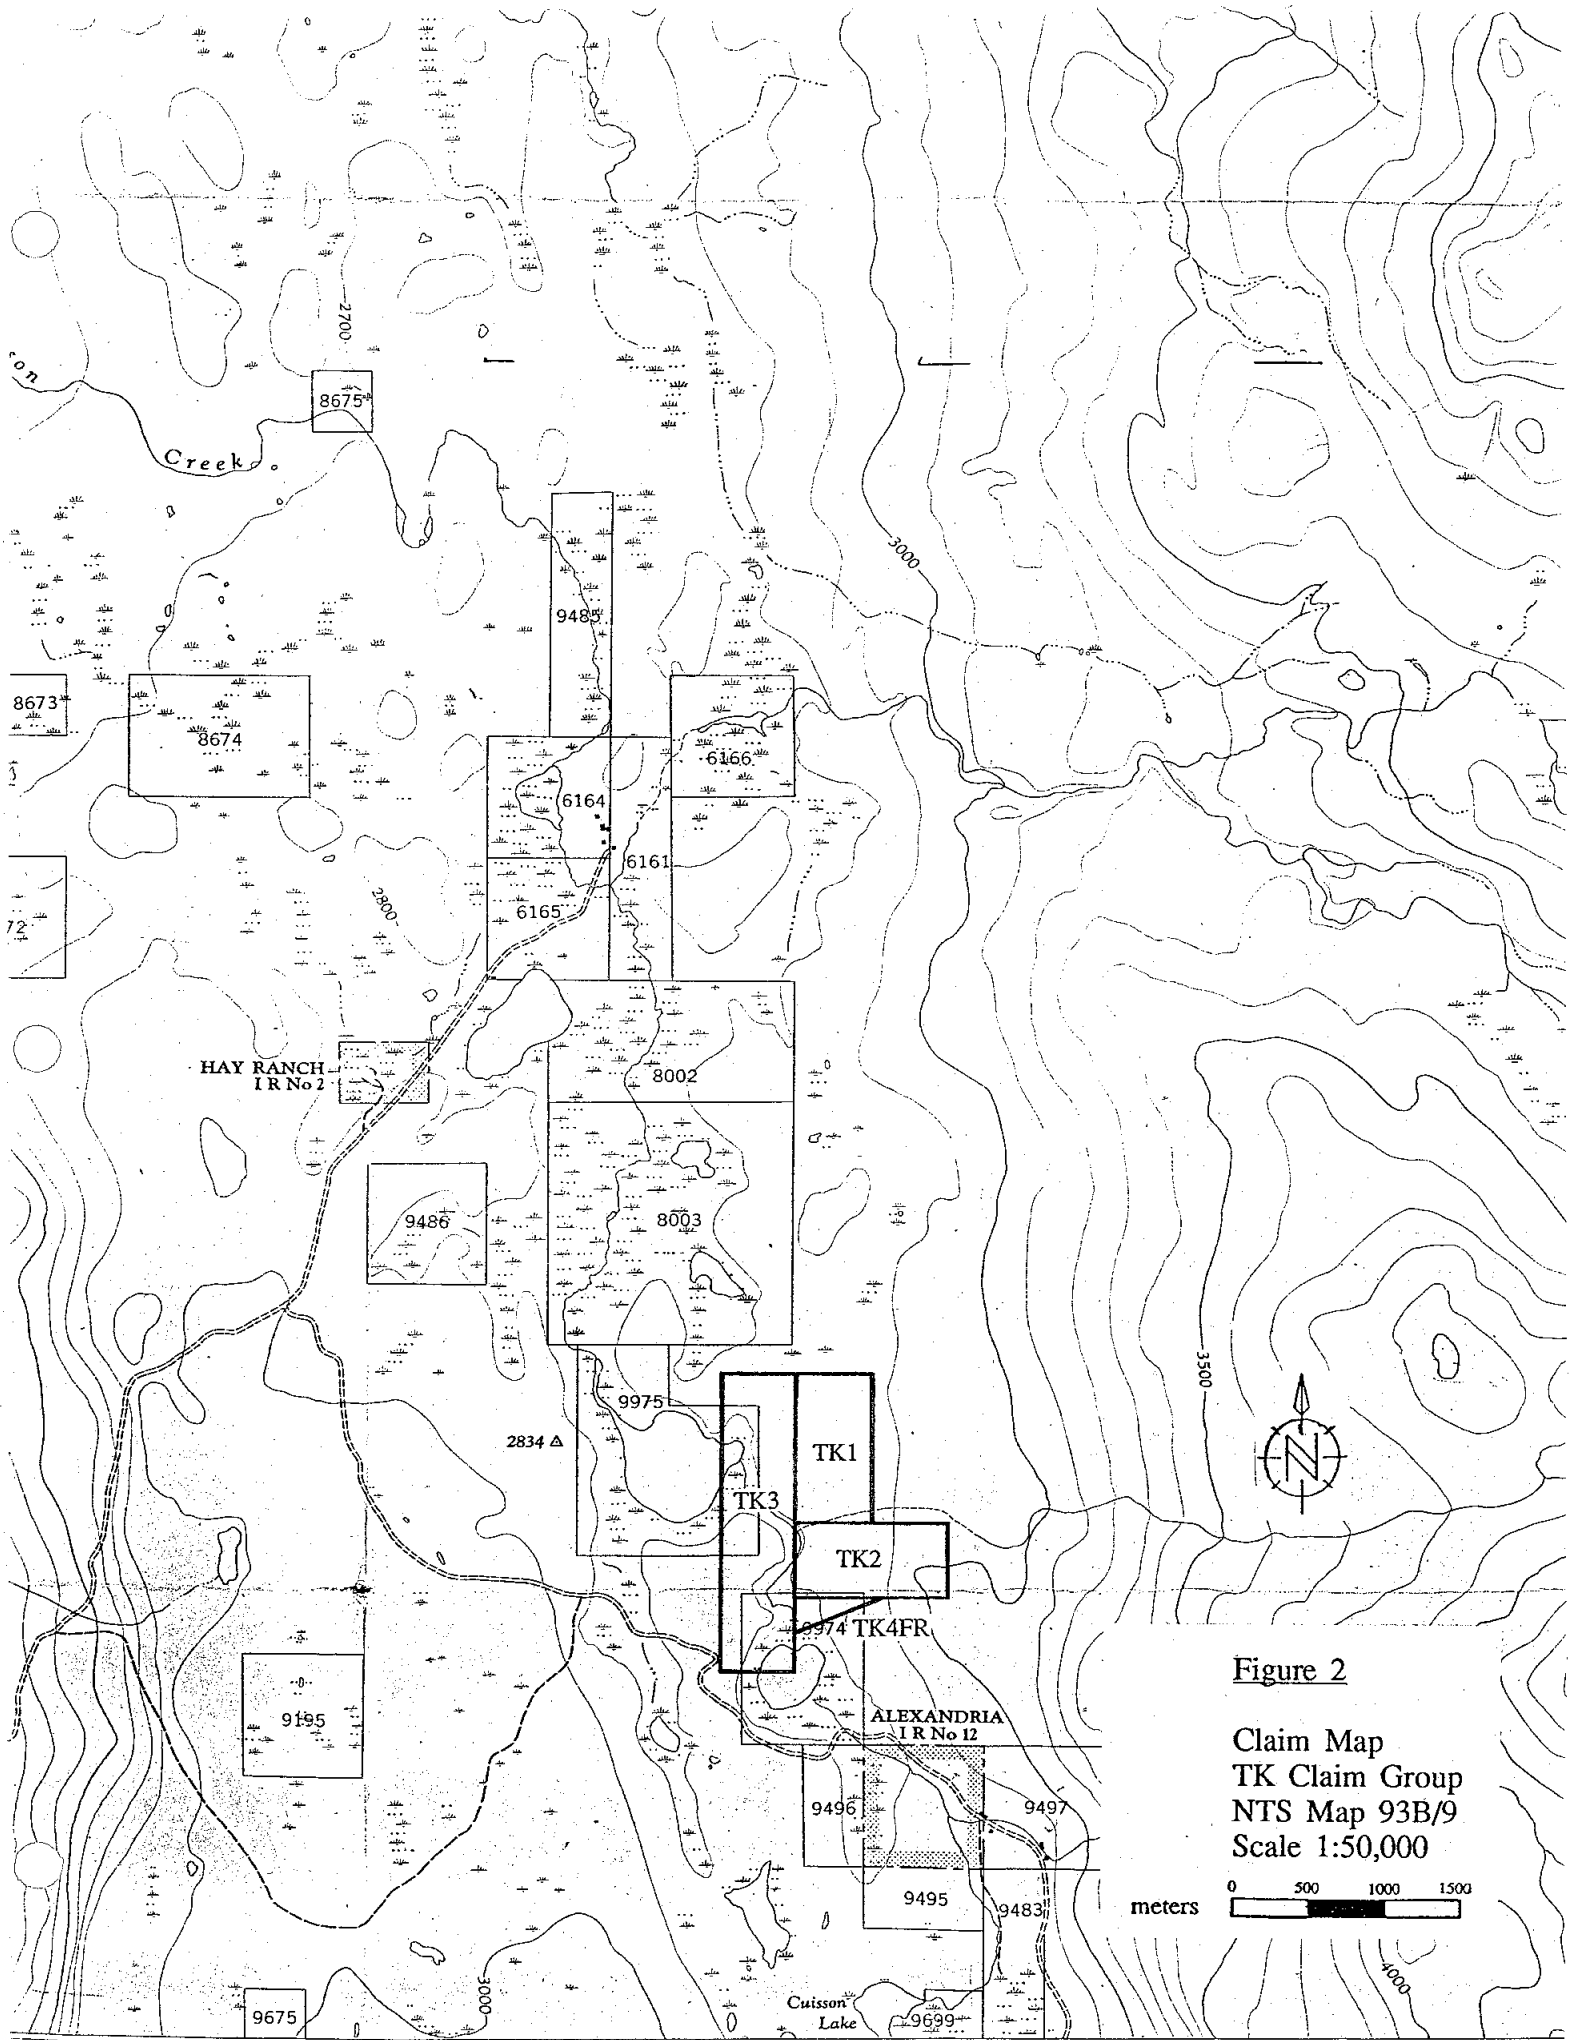 2700
8675
Creek
3000
9485
8673
8674
6166
6164
6161
2800
6165
72
HAY RANCH
I R No 2
8002
9486
8003
3500
9975
2834
TK1
TK3
N
TK2
9974 TK4FR
Figure 2
9195
ALEXANDRIA
I R No 12
Claim Map
TK Claim Group
NTS Map 93B/9
Scale 1:50,000
9496
9497
meters
0 500 1000 1500
9495
9483
3000
4000
9675
Cuisson
Lake
9699